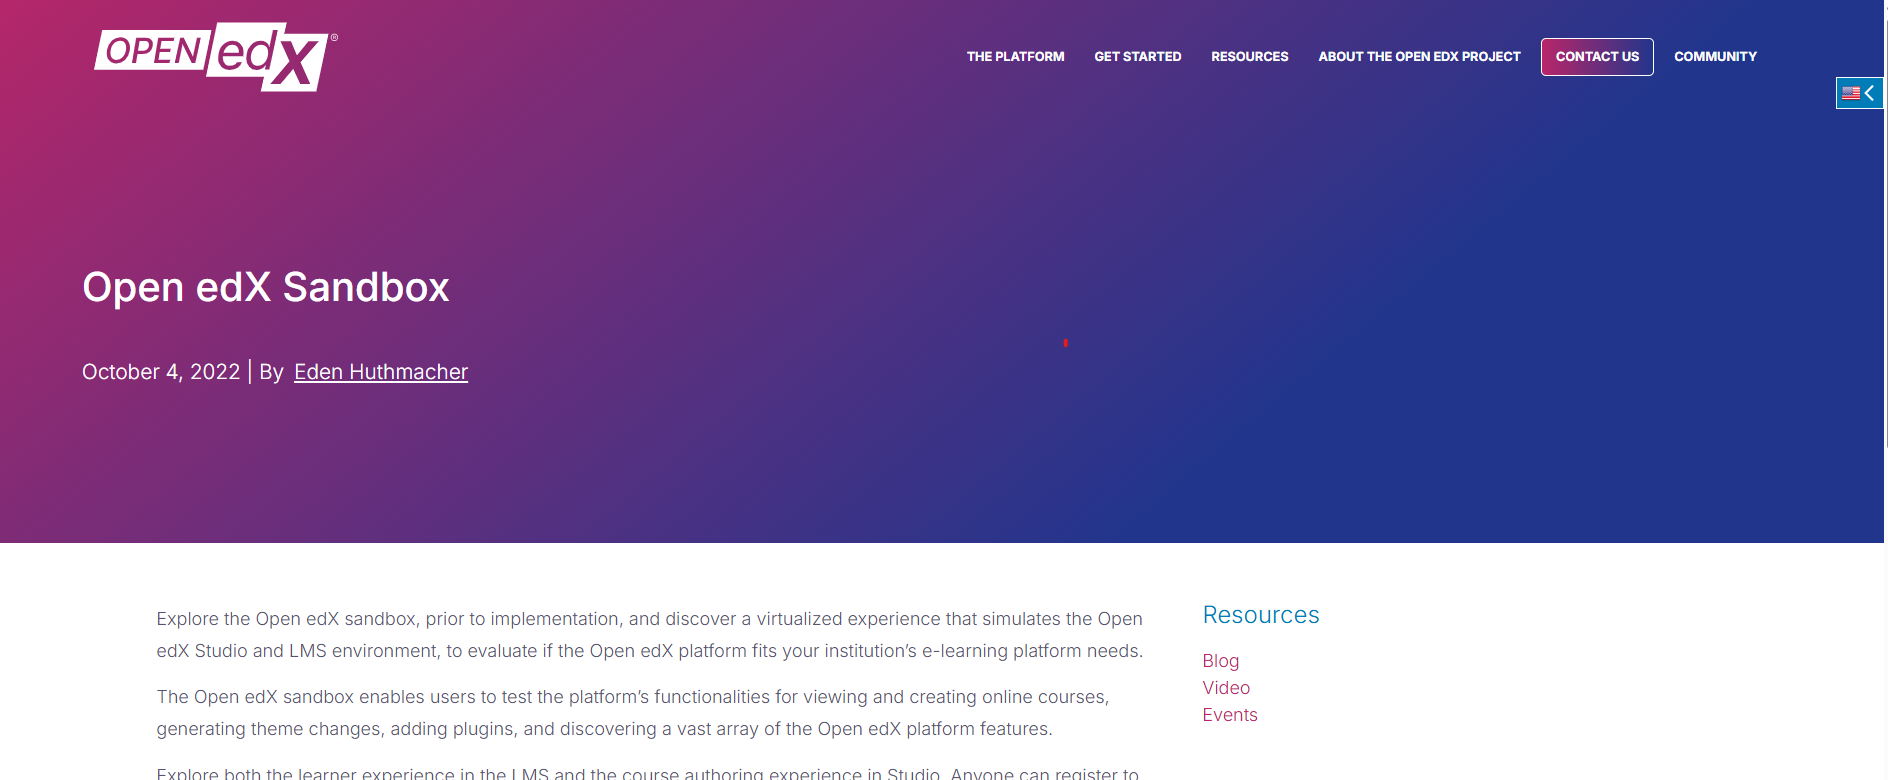 OPEN edX ®
THE PLATFORM
GET STARTED
RESOURCES
ABOUT THE OPEN EDX PROJECT
CONTACT US
COMMUNITY
Open edX Sandbox
October 4, 2022 | By Eden Huthmacher
Explore the Open edX sandbox, prior to implementation, and discover a virtualized experience that simulates the Open
edX Studio and LMS environment, to evaluate if the Open edX platform fits your institution’s e-learning platform needs.
The Open edX sandbox enables users to test the platform’s functionalities for viewing and creating online courses,
generating theme changes, adding plugins, and discovering a vast array of the Open edX platform features.
Explore both the learner experience in the LMS and the course authoring experience in Studio. Anyone can register to
Resources
Blog
Video
Events